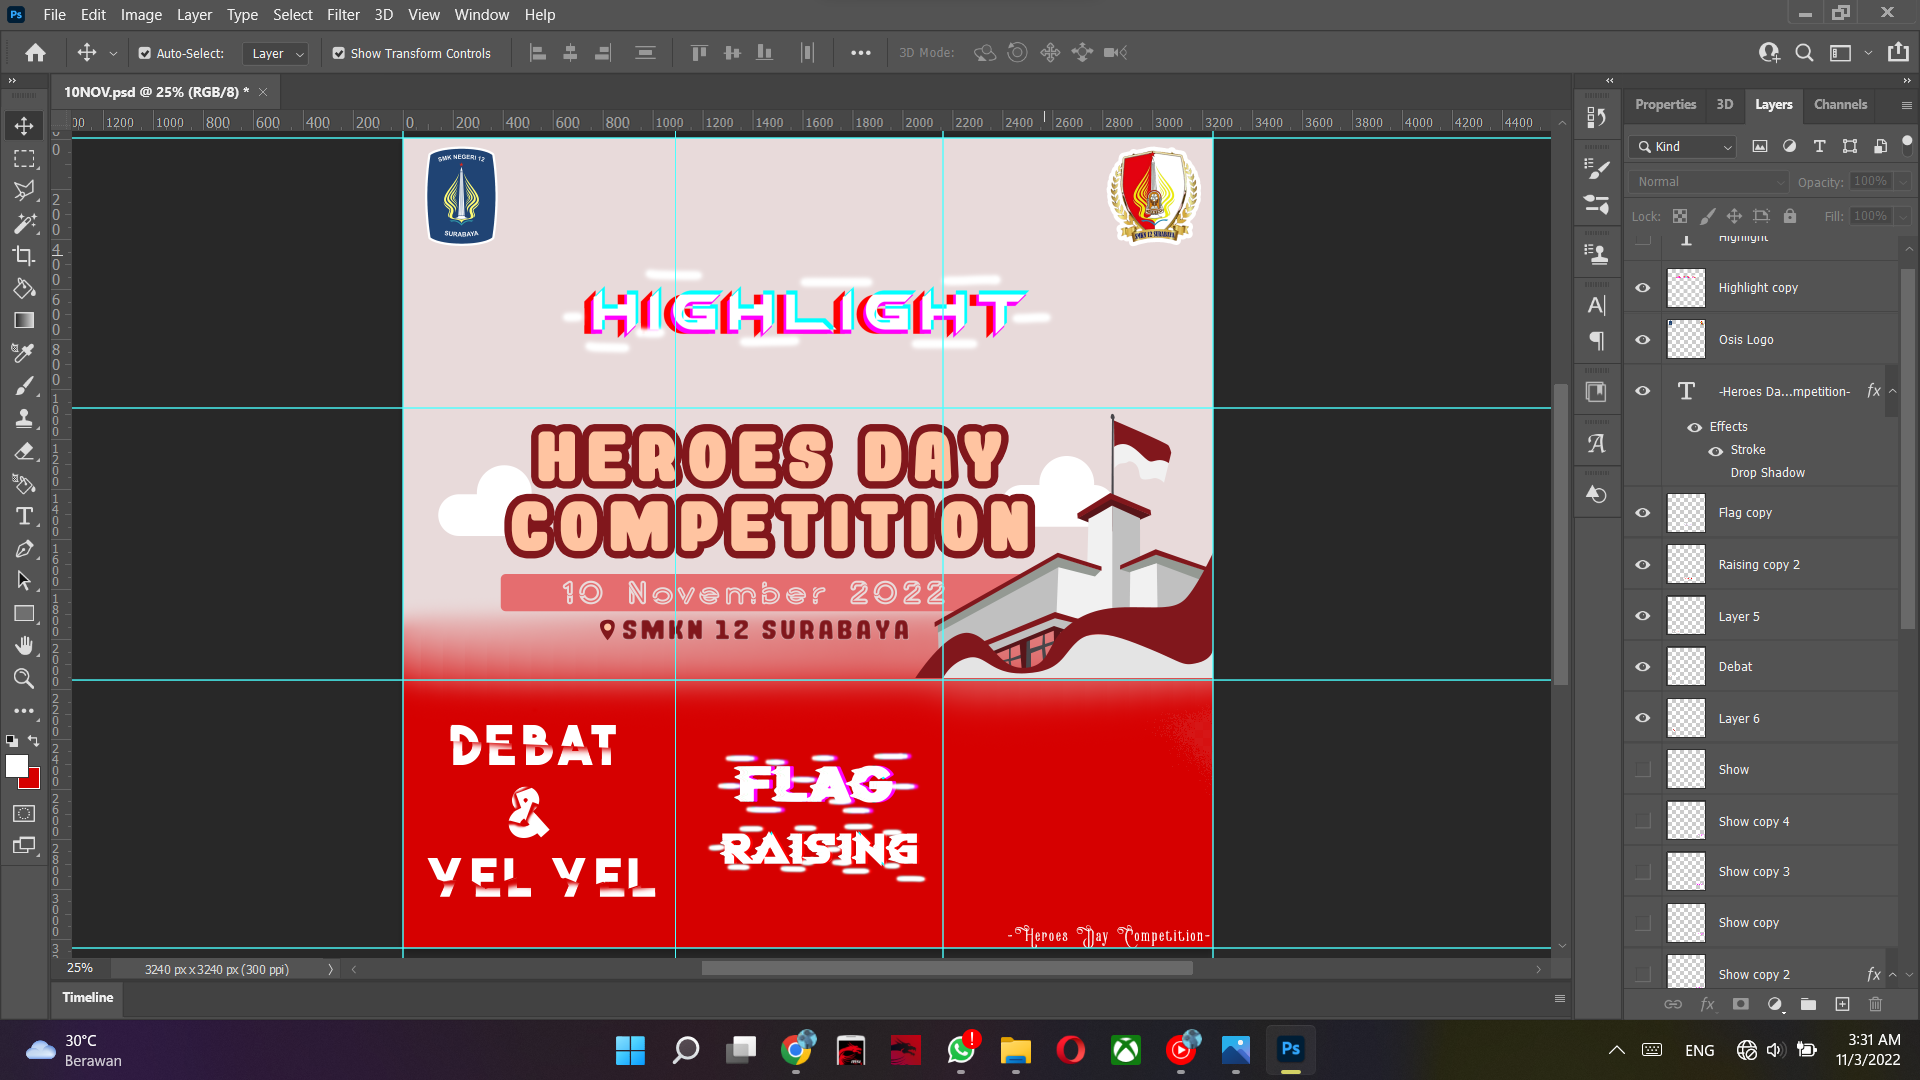 File Edit Image Layer Type Select Filter 3D View Window Help
Auto-Select: Layer Show Transform Controls 3D Mode:
10NOV.psd @ 25% (RGB/8) *
1200 1000 800 600 400 200 0 200 400 600 800 1000 1200 1400 1600 1800 2000 2200 2400 2600 2800 3000 3200 3400 3600 3800 4000 4200 4400
SMK NEGERI 12
SURABAYA
SMKN 12 SURABAYA
HIGHLIGHT
HEROES DAY
COMPETITION
10 November 2022
SMKN 12 SURABAYA
DEBAT
&
YEL YEL
FLAG
RAISING
-Heroes Day Competition-
Properties 3D Layers Channels
Kind
Normal Opacity: 100%
Lock: Fill: 100%
Highlight
Highlight copy
Osis Logo
-Heroes Da...mpetition- fx
Effects
Stroke
Drop Shadow
Flag copy
Raising copy 2
Layer 5
Debat
Layer 6
Show
Show copy 4
Show copy 3
Show copy
Show copy 2 fx
25% 3240 px x 3240 px (300 ppi)
Timeline
30°C
Berawan
Ps
ENG
3:31 AM
11/3/2022